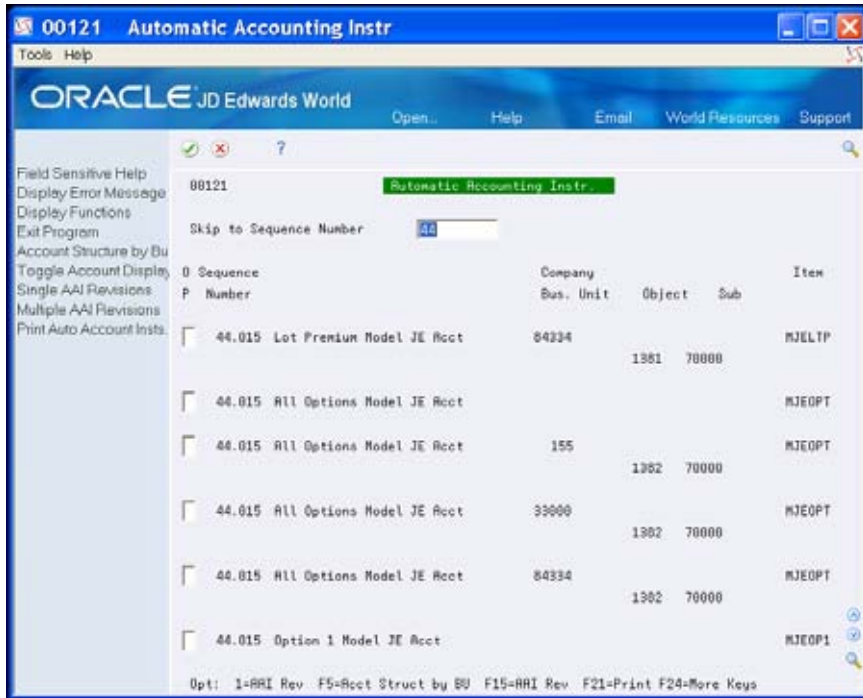 00121 Automatic Accounting Instr
Tools Help
ORACLE JD Edwards World
Open... Help Email World Resources Support
?
Field Sensitive Help
Display Error Message
Display Functions
Exit Program
Account Structure by Bu
Toggle Account Display
Single AAI Revisions
Multiple AAI Revisions
Print Auto Account Insts.
00121 Automatic Accounting Instr.
Skip to Sequence Number 44
O Sequence Company Item
P Number Bus. Unit Object Sub
44.015 Lot Premium Model JE Acct 84334 MJELTP
1381 70000
44.015 All Options Model JE Acct MJEOPT
44.015 All Options Model JE Acct 155 MJEOPT
1382 70000
44.015 All Options Model JE Acct 33000 MJEOPT
1382 70000
44.015 All Options Model JE Acct 84334 MJEOPT
1382 70000
44.015 Option 1 Model JE Acct MJEOP1
Opt: 1=AAI Rev F5=Acct Struct by BU F15=AAI Rev F21=Print F24=More Keys